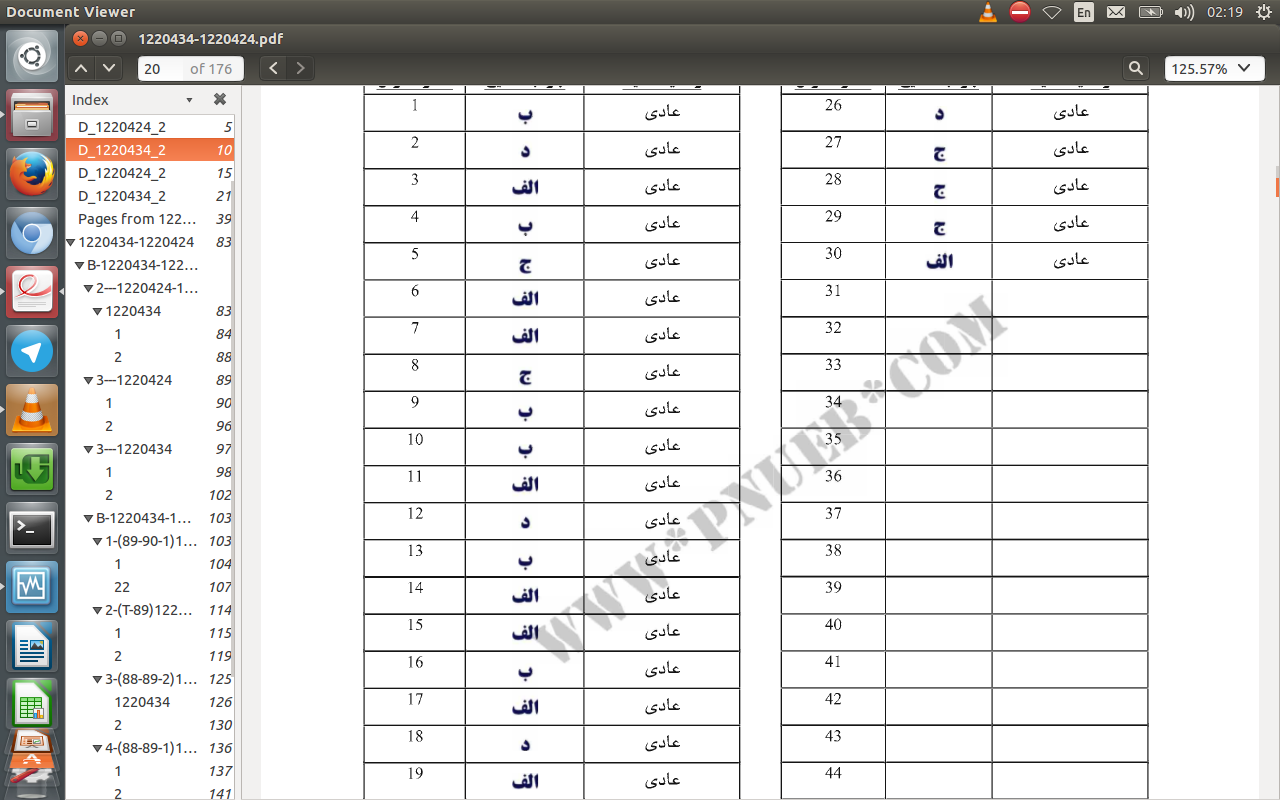 Document Viewer
En
02:19
1220434-1220424.pdf
20 of 176
125.57%
Index
D_1220424_2 5
D_1220434_2 10
D_1220424_2 15
D_1220434_2 21
Pages from 122... 39
1220434-1220424 83
B-1220434-122...
2---1220424-1...
1220434 83
1 84
2 88
3---1220424 89
1 90
2 96
3---1220434 97
1 98
2 102
B-1220434-1... 103
1-(89-90-1)1... 103
1 104
22 107
2-(T-89)122... 114
1 115
2 119
3-(88-89-2)1... 125
1220434 126
2 130
4-(88-89-1)1... 136
1 137
2 141
1 ب عادی
2 د عادی
3 الف عادی
4 ب عادی
5 ج عادی
6 الف عادی
7 الف عادی
8 ج عادی
9 ب عادی
10 ب عادی
11 الف عادی
12 د عادی
13 ب عادی
14 الف عادی
15 الف عادی
16 ب عادی
17 الف عادی
18 د عادی
19 الف عادی
26 د عادی
27 ج عادی
28 ج عادی
29 ج عادی
30 الف عادی
31
32
33
34
35
36
37
38
39
40
41
42
43
44
WWW*PNUEB*COM